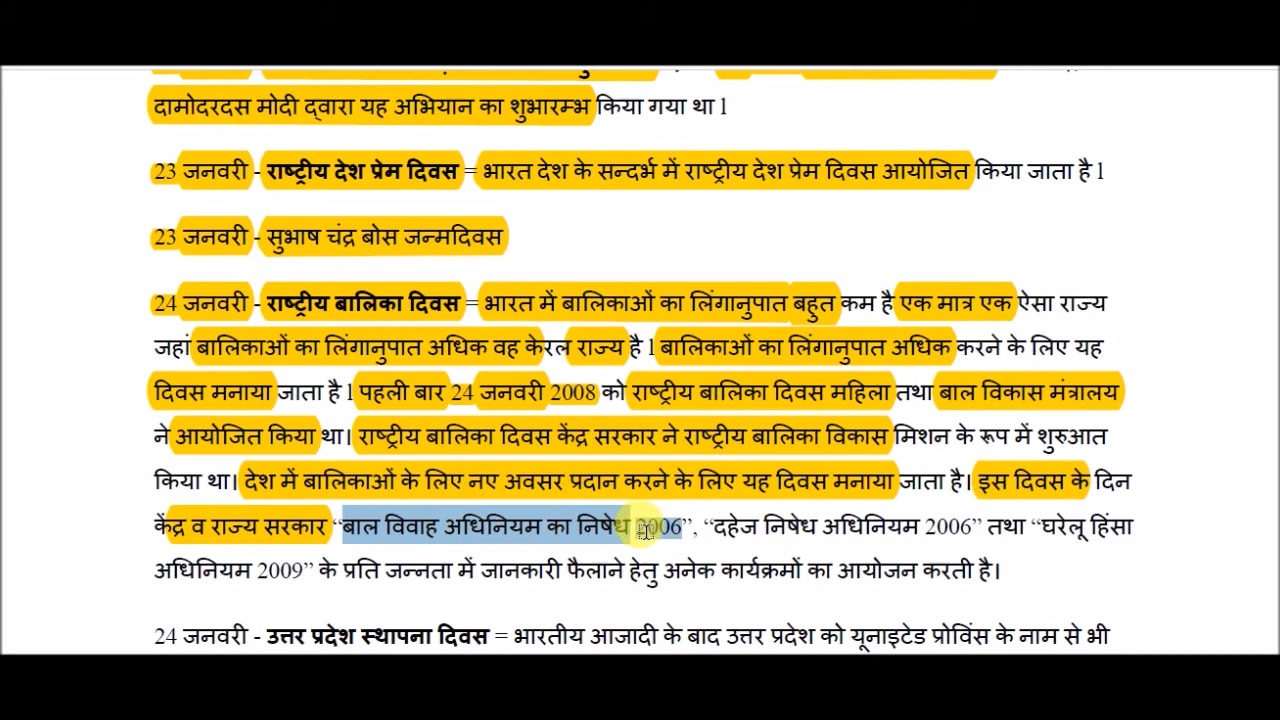 दामोदरदस मोदी द्वारा यह अभियान का शुभारम्भ किया गया था l
23 जनवरी - राष्ट्रीय देश प्रेम दिवस = भारत देश के सन्दर्भ में राष्ट्रीय देश प्रेम दिवस आयोजित किया जाता है l
23 जनवरी - सुभाष चंद्र बोस जन्मदिवस
24 जनवरी - राष्ट्रीय बालिका दिवस = भारत में बालिकाओं का लिंगानुपात बहुत कम है एक मात्र एक ऐसा राज्य
जहां बालिकाओं का लिंगानुपात अधिक वह केरल राज्य है l बालिकाओं का लिंगानुपात अधिक करने के लिए यह
दिवस मनाया जाता है l पहली बार 24 जनवरी 2008 को राष्ट्रीय बालिका दिवस महिला तथा बाल विकास मंत्रालय
ने आयोजित किया था। राष्ट्रीय बालिका दिवस केंद्र सरकार ने राष्ट्रीय बालिका विकास मिशन के रूप में शुरुआत
किया था। देश में बालिकाओं के लिए नए अवसर प्रदान करने के लिए यह दिवस मनाया जाता है। इस दिवस के दिन
केंद्र व राज्य सरकार “बाल विवाह अधिनियम का निषेध 2006”, “दहेज निषेध अधिनियम 2006” तथा “घरेलू हिंसा
अधिनियम 2009” के प्रति जन्नता में जानकारी फैलाने हेतु अनेक कार्यक्रमों का आयोजन करती है।
24 जनवरी - उत्तर प्रदेश स्थापना दिवस = भारतीय आजादी के बाद उत्तर प्रदेश को यूनाइटेड प्रोविंस के नाम से भी